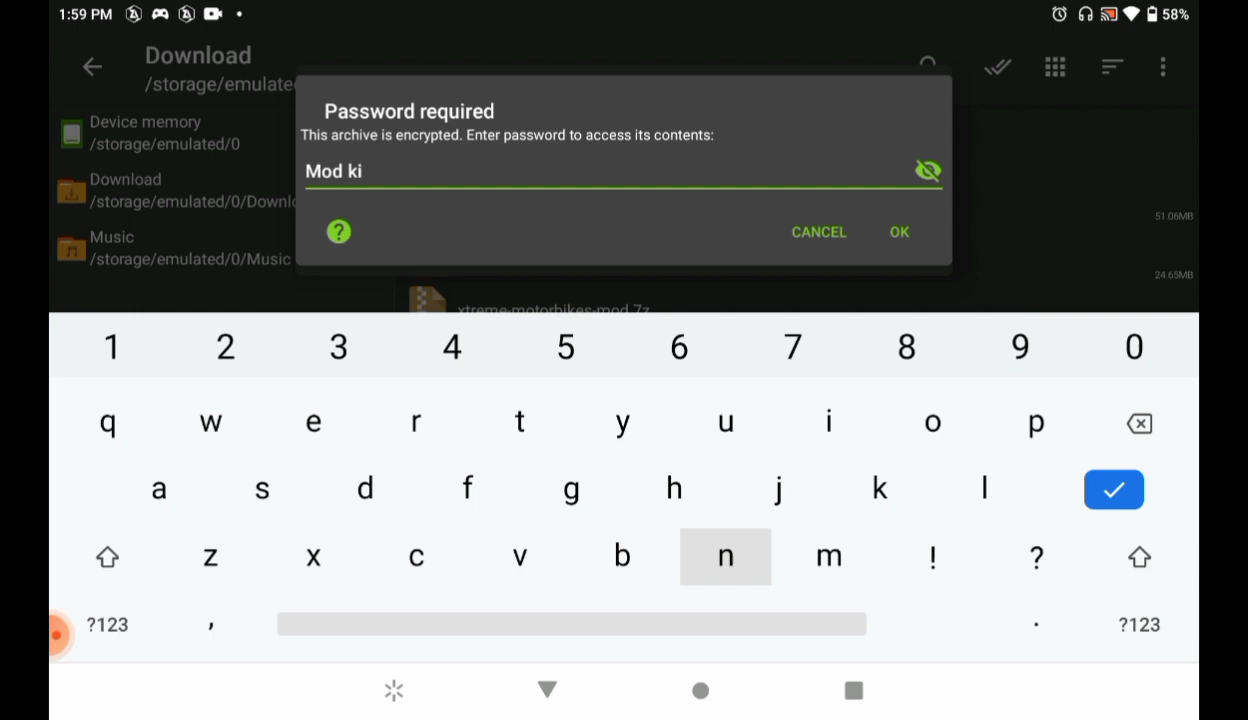 1:59 PM
58%
Download
/storage/emulate
Device memory
/storage/emulated/0
Download
/storage/emulated/0/Downlo
Music
/storage/emulated/0/Music
Password required
This archive is encrypted. Enter password to access its contents:
Mod ki
?
CANCEL OK
51.06MB
24.65MB
xtreme-motorbikes-mod.7z
1 2 3 4 5 6 7 8 9 0
q w e r t y u i o p
a s d f g h j k l
z x c v b n m ! ?
?123 , . ?123